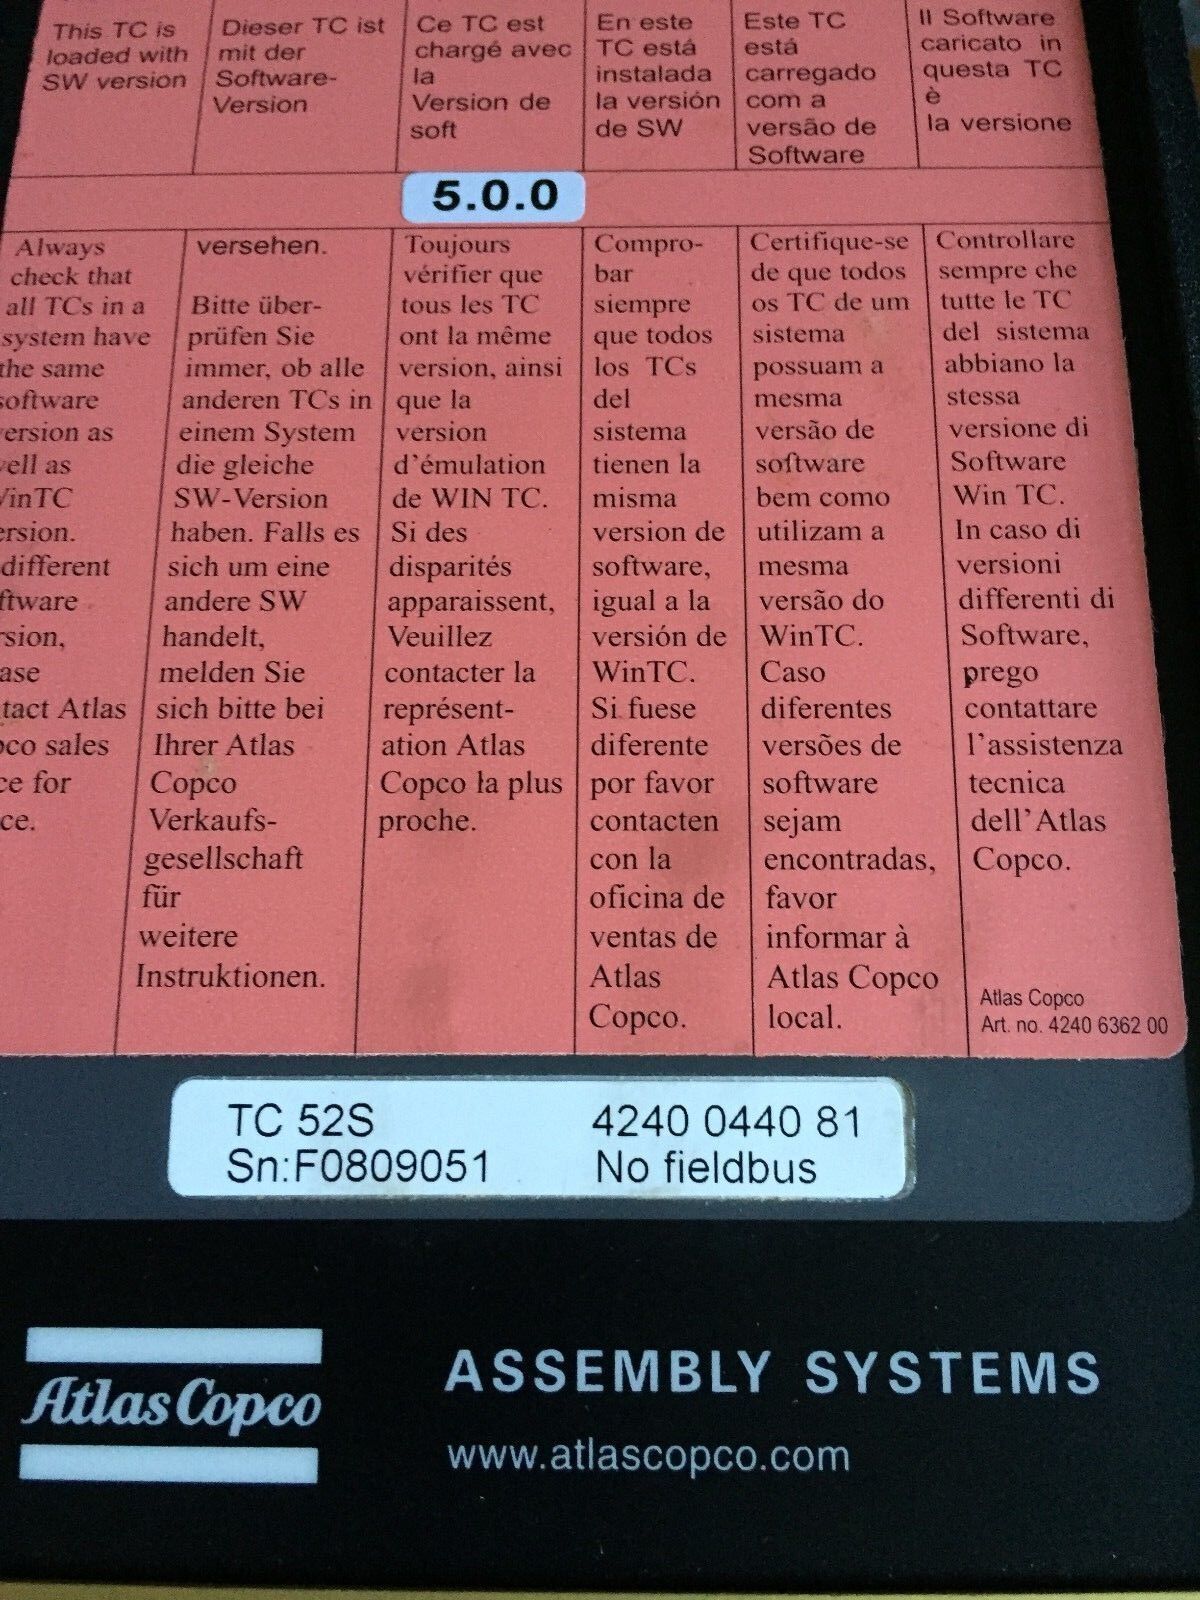 This TC is
loaded with
SW version
Dieser TC ist
mit der
Software-
Version
Ce TC est
chargé avec
la
Version de
soft
En este
TC está
instalada
la versión
de SW
Este TC
está
carregado
com a
versão de
Software
Il Software
caricato in
questa TC
è
la versione
5.0.0
Always
check that
all TCs in a
system have
the same
software
version as
well as
WinTC
version.
different
software
version,
please
contact Atlas
Copco sales
office for
versehen.
Bitte über-
prüfen Sie
immer, ob alle
anderen TCs in
einem System
die gleiche
SW-Version
haben. Falls es
sich um eine
andere SW
handelt,
melden Sie
sich bitte bei
Ihrer Atlas
Copco
Verkaufs-
gesellschaft
für
weitere
Instruktionen.
Toujours
vérifier que
tous les TC
ont la même
version, ainsi
que la
version
d'émulation
de WIN TC.
Si des
disparités
apparaissent,
Veuillez
contacter la
représent-
ation Atlas
Copco la plus
proche.
Compro-
bar
siempre
que todos
los TCs
del
sistema
tienen la
misma
version de
software,
igual a la
versión de
WinTC.
Si fuese
diferente
por favor
contacten
con la
oficina de
ventas de
Atlas
Copco.
Certifique-se
de que todos
os TC de um
sistema
possuam a
mesma
versão de
software
bem como
utilizam a
mesma
versão do
WinTC.
Caso
diferentes
versões de
software
sejam
encontradas,
favor
informar à
Atlas Copco
local.
Controllare
sempre che
tutte le TC
del sistema
abbiano la
stessa
versione di
Software
Win TC.
In caso di
versioni
differenti di
Software,
prego
contattare
l'assistenza
tecnica
dell'Atlas
Copco.
Atlas Copco
Art. no. 4240 6362 00
TC 52S 4240 0440 81
Sn:F0809051 No fieldbus
Atlas Copco
ASSEMBLY SYSTEMS
www.atlascopco.com